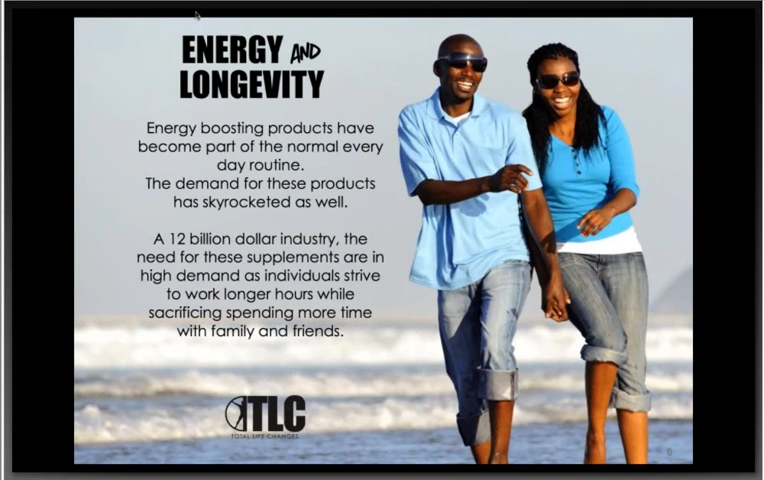 ENERGY AND
LONGEVITY
Energy boosting products have
become part of the normal every
day routine.
The demand for these products
has skyrocketed as well.
A 12 billion dollar industry, the
need for these supplements are in
high demand as individuals strive
to work longer hours while
sacrificing spending more time
with family and friends.
TLC
TOTAL LIFE CHANGES
6